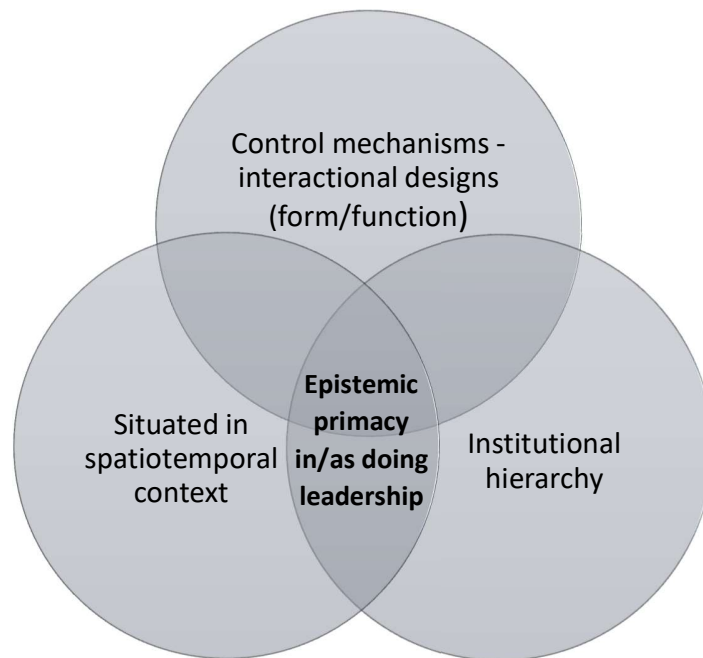 Control mechanisms -
interactional designs
(form/function)
Epistemic
primacy
in/as doing
leadership
Situated in
spatiotemporal
context
Institutional
hierarchy